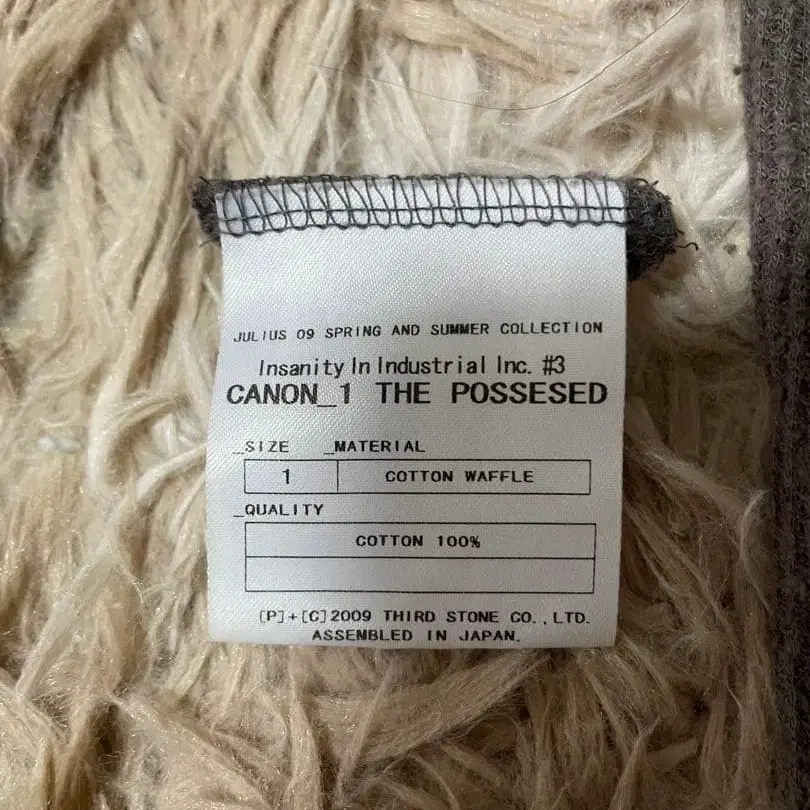 JULIUS 09 SPRING AND SUMMER COLLECTION
Insanity In Industrial Inc. #3
CANON_1 THE POSSESED
_SIZE _MATERIAL
1 COTTON WAFFLE
_QUALITY
COTTON 100%
[P]+[C]2009 THIRD STONE CO.,LTD.
ASSEMBLED IN JAPAN.